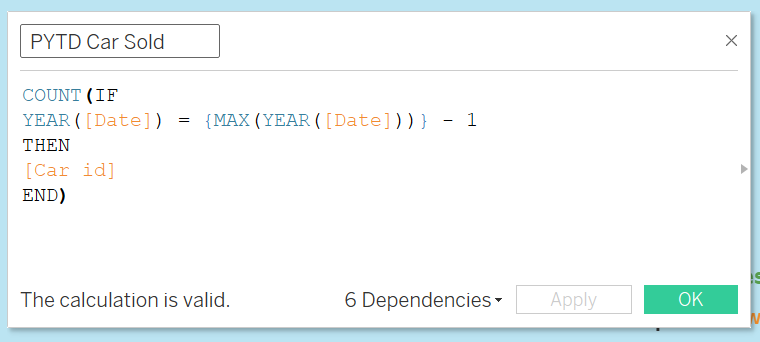 PYTD Car Sold
COUNT(IF
YEAR([Date]) = {MAX(YEAR([Date]))} - 1
THEN
[Car id]
END)
The calculation is valid.
6 Dependencies
Apply
OK